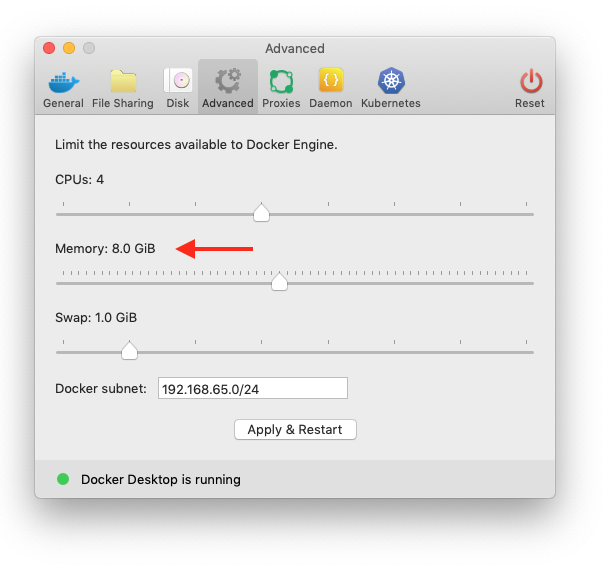 Advanced
General File Sharing Disk Advanced Proxies Daemon Kubernetes Reset
Limit the resources available to Docker Engine.
CPUs: 4
Memory: 8.0 GiB
Swap: 1.0 GiB
Docker subnet: 192.168.65.0/24
Apply & Restart
Docker Desktop is running